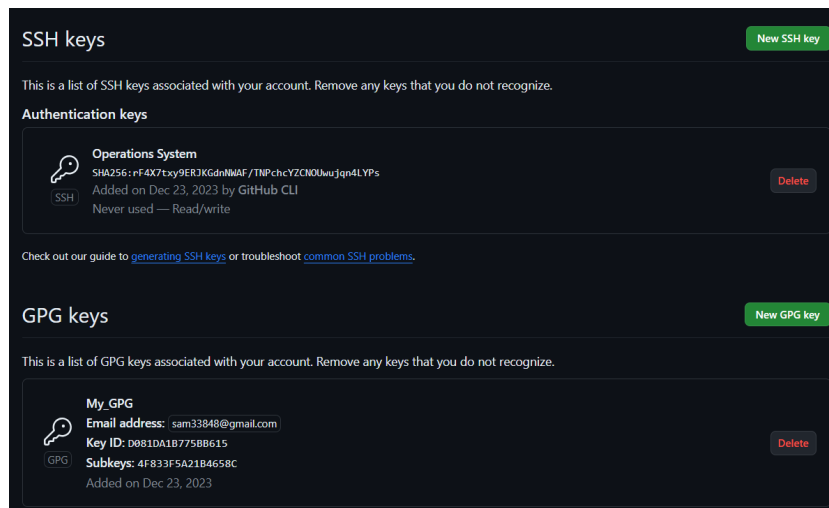 SSH keys
New SSH key
This is a list of SSH keys associated with your account. Remove any keys that you do not recognize.
Authentication keys
Operations System
SHA256:rF4X7txy9ERJKGdnNWAF/TNPchcYZCNOUwujqn4LYPs
Added on Dec 23, 2023 by GitHub CLI
SSH
Never used — Read/write
Delete
Check out our guide to generating SSH keys or troubleshoot common SSH problems.
GPG keys
New GPG key
This is a list of GPG keys associated with your account. Remove any keys that you do not recognize.
My_GPG
Email address: sam33848@gmail.com
Key ID: D081DA1B775BB615
GPG
Subkeys: 4F833F5A21B4658C
Added on Dec 23, 2023
Delete